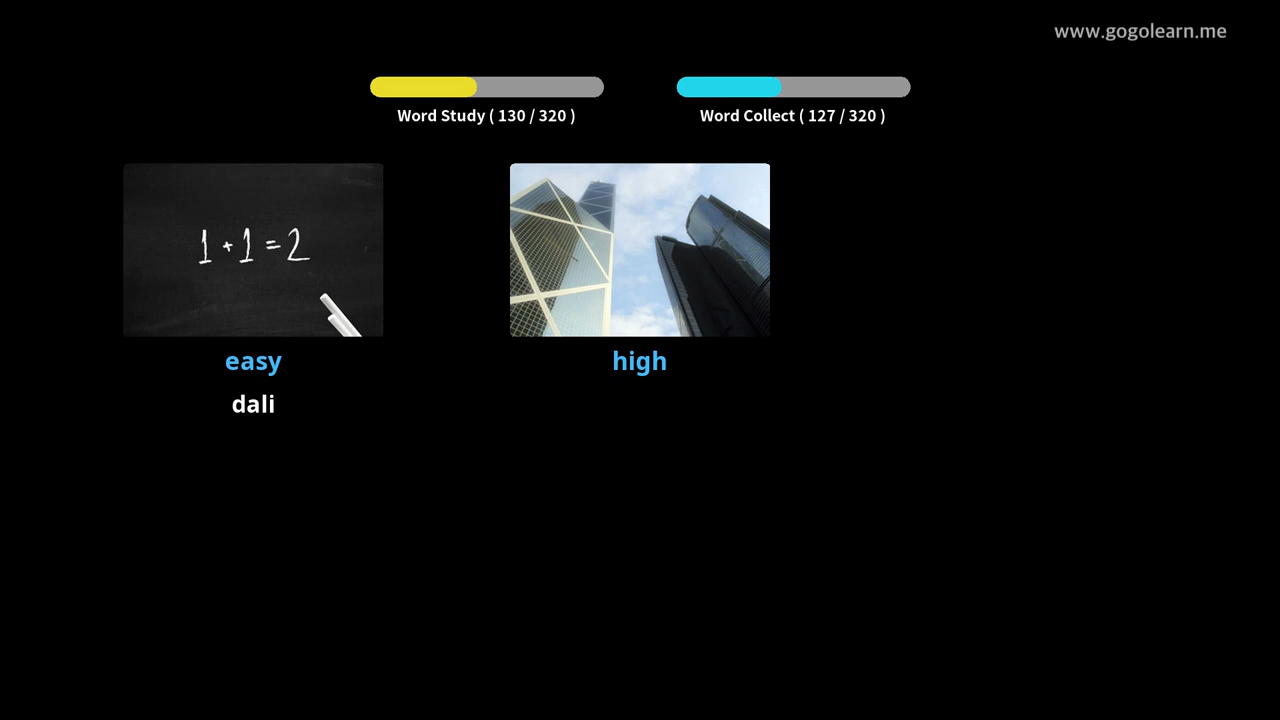 www.gogolearn.me
Word Study ( 130 / 320 )
Word Collect ( 127 / 320 )
1 + 1 = 2
easy
high
dali